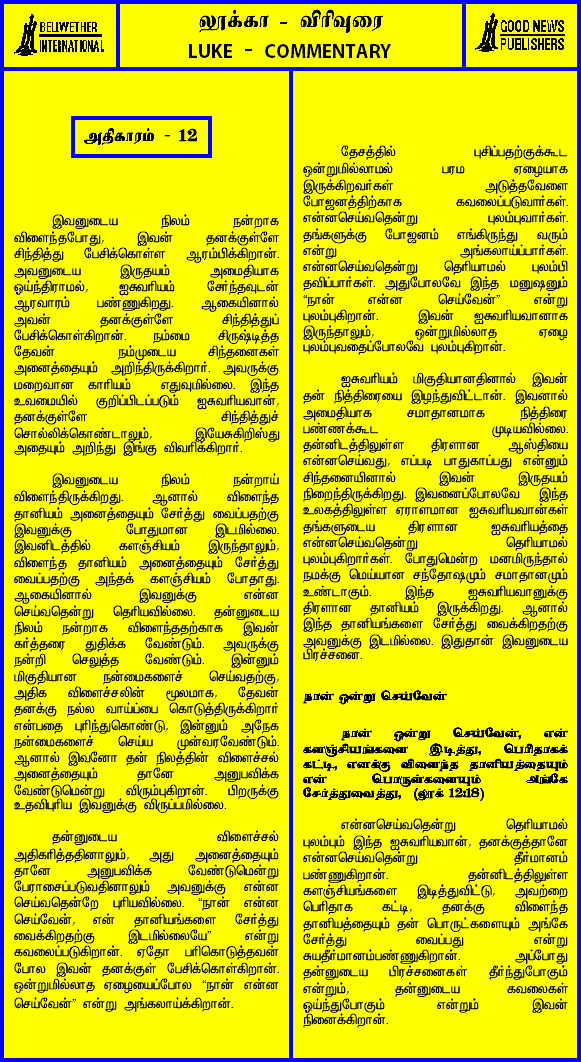 BELLWETHER
INTERNATIONAL
லூக்கா - விரிவுரை
LUKE - COMMENTARY
GOOD NEWS
PUBLISHERS
அதிகாரம் - 12
இவனுடைய நிலம் நன்றாக
விளைந்தபோது, இவன் தனக்குள்ளே
சிந்தித்து பேசிக்கொள்ள ஆரம்பிக்கிறான்.
அவனுடைய இருதயம் அமைதியாக
ஓய்ந்திராமல், ஐசுவரியம் சேர்ந்தவுடன்
ஆரவாரம் பண்ணுகிறது. ஆகையினால்
அவன் தனக்குள்ளே சிந்தித்துப்
பேசிக்கொள்கிறான். நம்மை சிருஷ்டித்த
தேவன் நம்முடைய சிந்தனைகள்
அனைத்தையும் அறிந்திருக்கிறார். அவருக்கு
மறைவான காரியம் எதுவுமில்லை. இந்த
உவமையில் குறிப்பிடப்படும் ஐசுவரியவான்,
தனக்குள்ளே சிந்தித்துச்
சொல்லிக்கொண்டாலும், இயேசுகிறிஸ்து
அதையும் அறிந்து இங்கு விவரிக்கிறார்.
இவனுடைய நிலம் நன்றாய்
விளைந்திருக்கிறது. ஆனால் விளைந்த
தானியம் அனைத்தையும் சேர்த்து வைப்பதற்கு
இவனுக்கு போதுமான இடமில்லை.
இவனிடத்தில் களஞ்சியம் இருந்தாலும்,
விளைந்த தானியம் அனைத்தையும் சேர்த்து
வைப்பதற்கு அந்தக் களஞ்சியம் போதாது.
ஆகையினால் இவனுக்கு என்ன
செய்வதென்று தெரியவில்லை. தன்னுடைய
நிலம் நன்றாக விளைந்ததற்காக இவன்
கர்த்தரை துதிக்க வேண்டும். அவருக்கு
நன்றி செலுத்த வேண்டும். இன்னும்
மிகுதியான நன்மைகளைச் செய்வதற்கு,
அதிக விளைச்சலின் மூலமாக, தேவன்
தனக்கு நல்ல வாய்ப்பை கொடுத்திருக்கிறார்
என்பதை புரிந்துகொண்டு, இன்னும் அநேக
நன்மைகளைச் செய்ய முன்வரவேண்டும்.
ஆனால் இவனோ தன் நிலத்தின் விளைச்சல்
அனைத்தையும் தானே அனுபவிக்க
வேண்டுமென்று விரும்புகிறான். பிறருக்கு
உதவிபுரிய இவனுக்கு விருப்பமில்லை.
தன்னுடைய விளைச்சல்
அதிகரித்ததினாலும், அது அனைத்தையும்
தானே அனுபவிக்க வேண்டுமென்று
பேராசைப்படுவதினாலும் அவனுக்கு என்ன
செய்வதென்றே புரியவில்லை. “நான் என்ன
செய்வேன், என் தானியங்களை சேர்த்து
வைக்கிறதற்கு இடமில்லையே” என்று
கவலைப்படுகிறான். ஏதோ பரிகொடுத்தவன்
போல இவன் தனக்குள் பேசிக்கொள்கிறான்.
ஒன்றுமில்லாத ஏழையைப்போல “நான் என்ன
செய்வேன்” என்று அங்கலாய்க்கிறான்.
தேசத்தில் புசிப்பதற்குக்கூட
ஒன்றுமில்லாமல் பரம ஏழையாக
இருக்கிறவர்கள் அடுத்தவேளை
போஜனத்திற்காக கவலைப்படுவார்கள்.
என்னசெய்வதென்று புலம்புவார்கள்.
தங்களுக்கு போஜனம் எங்கிருந்து வரும்
என்று அங்கலாய்ப்பார்கள்.
என்னசெய்வதென்று தெரியாமல் புலம்பி
தவிப்பார்கள். அதுபோலவே இந்த மனுஷனும்
“நான் என்ன செய்வேன்” என்று
புலம்புகிறான். இவன் ஐசுவரியவானாக
இருந்தாலும், ஒன்றுமில்லாத ஏழை
புலம்புவதைப்போலவே புலம்புகிறான்.
ஐசுவரியம் மிகுதியானதினால் இவன்
தன் நித்திரையை இழந்துவிட்டான். இவனால்
அமைதியாக சமாதானமாக நித்திரை
பண்ணக்கூட முடியவில்லை.
தன்னிடத்திலுள்ள திரளான ஆஸ்தியை
என்னசெய்வது, எப்படி பாதுகாப்பது என்னும்
சிந்தனையினால் இவன் இருதயம்
நிறைந்திருக்கிறது. இவனைப்போலவே இந்த
உலகத்திலுள்ள ஏராளமான ஐசுவரியவான்கள்
தங்களுடைய திரளான ஐசுவரியத்தை
என்னசெய்வதென்று தெரியாமல்
புலம்புகிறார்கள். போதுமென்ற மனமிருந்தால்
நமக்கு மெய்யான சந்தோஷமும் சமாதானமும்
உண்டாகும். இந்த ஐசுவரியவானுக்கு
திரளான தானியம் இருக்கிறது. ஆனால்
இந்த தானியங்களை சேர்த்து வைக்கிறதற்கு
அவனுக்கு இடமில்லை. இதுதான் இவனுடைய
பிரச்சனை.
நான் ஒன்று செய்வேன்
நான் ஒன்று செய்வேன், என்
களஞ்சியங்களை இடித்து, பெரிதாகக்
கட்டி, எனக்கு விளைந்த தானியத்தையும்
என் பொருள்களையும் அங்கே
சேர்த்துவைத்து, (லூக் 12:18)
என்னசெய்வதென்று தெரியாமல்
புலம்பும் இந்த ஐசுவரியவான், தனக்குத்தானே
என்னசெய்வதென்று தீர்மானம்
பண்ணுகிறான். தன்னிடத்திலுள்ள
களஞ்சியங்களை இடித்துவிட்டு, அவற்றை
பெரிதாக கட்டி, தனக்கு விளைந்த
தானியத்தையும் தன் பொருட்களையும் அங்கே
சேர்த்து வைப்பது என்று
சுயதீர்மானம்பண்ணுகிறான். அப்போது
தன்னுடைய பிரச்சனைகள் தீர்ந்துபோகும்
என்றும், தன்னுடைய கவலைகள்
ஓய்ந்துபோகும் என்றும் இவன்
நினைக்கிறான்.